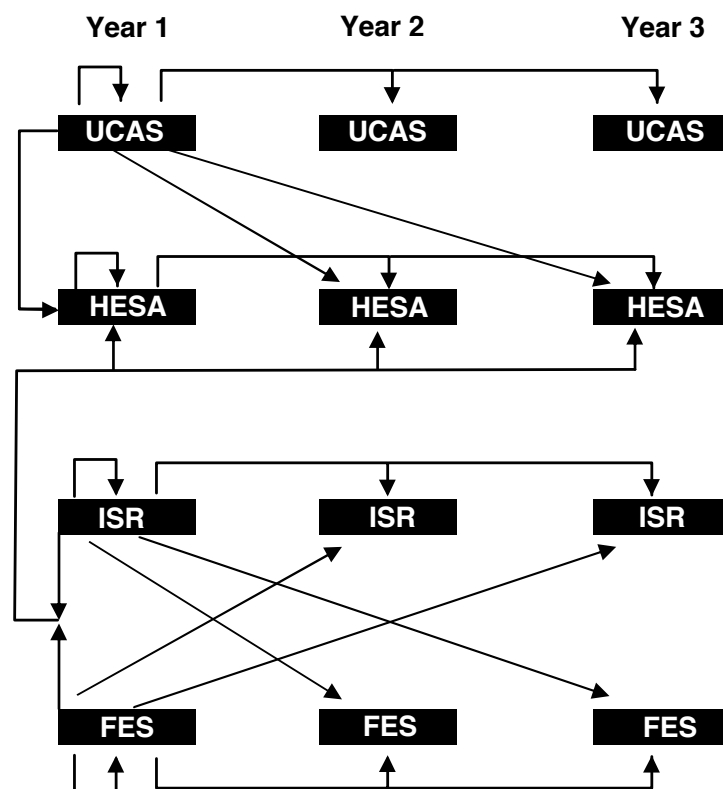 Year 1 Year 2 Year 3
UCAS UCAS UCAS
HESA HESA HESA
ISR ISR ISR
FES FES FES